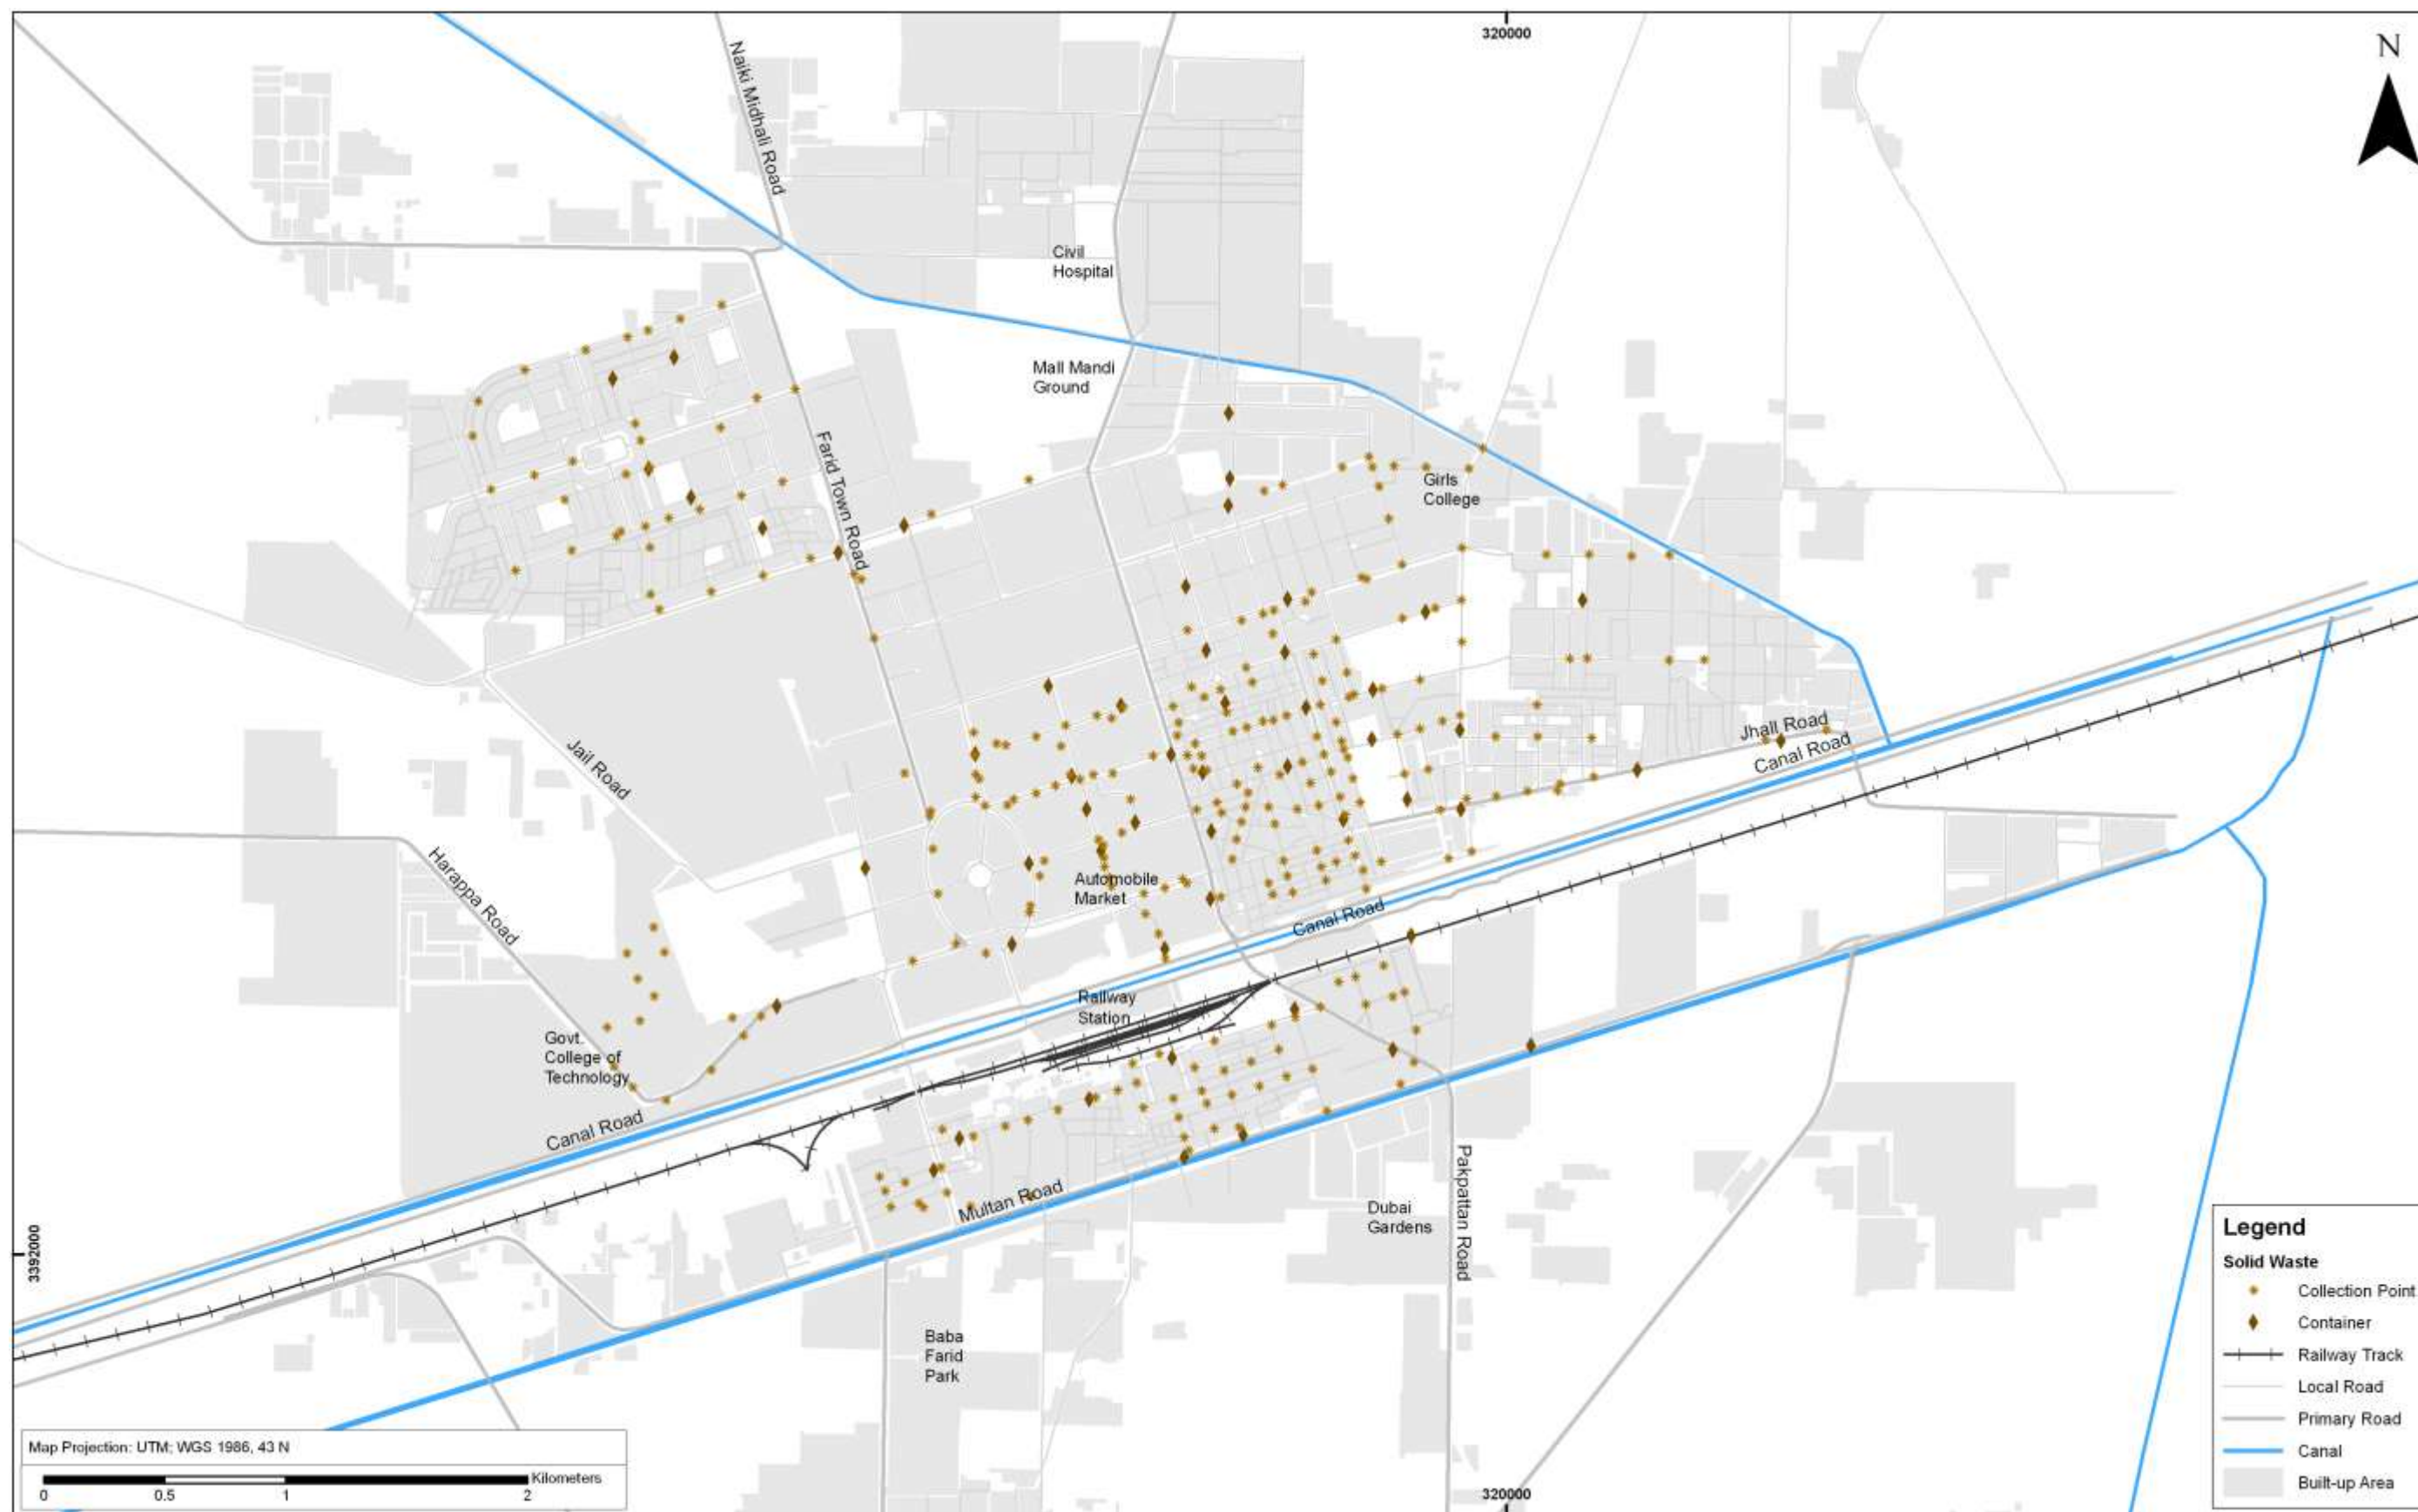 320000
N
Naiki Midhali Road
Civil
Hospital
Mall Mandi
Ground
Farid Town Road
Girls
College
Jhall Road
Canal Road
Jail Road
Harappa Road
Automobile
Market
Canal Road
Railway
Station
Govt.
College of
Technology
Canal Road
Multan Road
Pakpattan Road
Dubai
Gardens
3392000
Baba
Farid
Park
Legend
Solid Waste
Collection Point
Container
Railway Track
Local Road
Primary Road
Canal
Built-up Area
Map Projection: UTM; WGS 1986, 43 N
Kilometers
0 0.5 1 2
320000